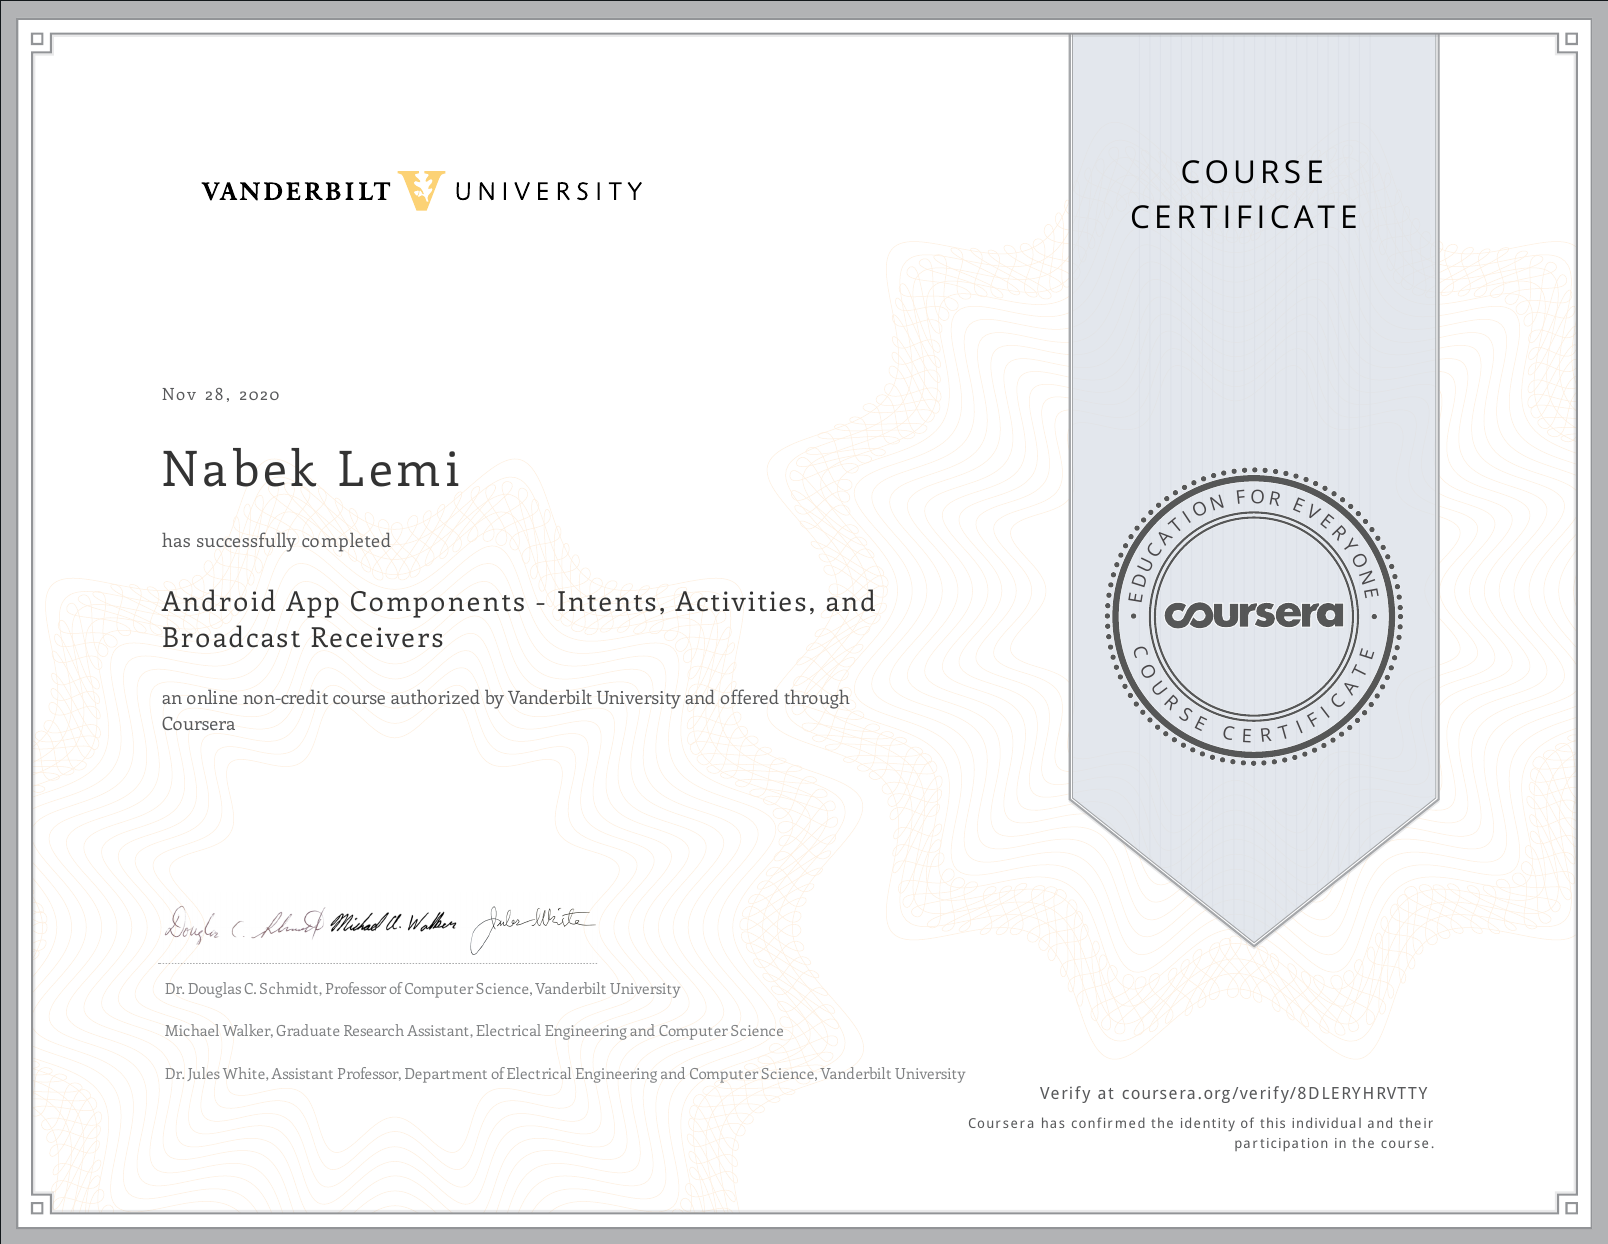 VANDERBILT UNIVERSITY
COURSE
CERTIFICATE
Nov 28, 2020
Nabek Lemi
has successfully completed
Android App Components - Intents, Activities, and
Broadcast Receivers
an online non-credit course authorized by Vanderbilt University and offered through
Coursera
EDUCATION FOR EVERYONE
coursera
COURSE CERTIFICATE
Douglas C. Schmidt Michael A. Walker Jules White
Dr. Douglas C. Schmidt, Professor of Computer Science, Vanderbilt University
Michael Walker, Graduate Research Assistant, Electrical Engineering and Computer Science
Dr. Jules White, Assistant Professor, Department of Electrical Engineering and Computer Science, Vanderbilt University
Verify at coursera.org/verify/8DLERYHRVTTY
Coursera has confirmed the identity of this individual and their
participation in the course.